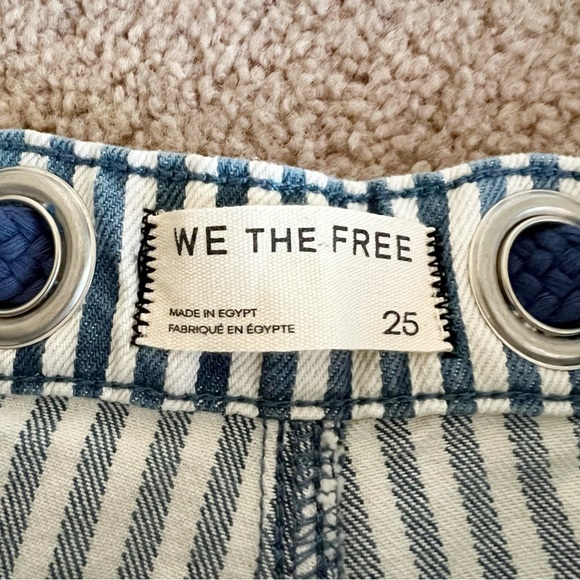 WE THE FREE
MADE IN EGYPT
FABRIQUÉ EN ÉGYPTE
25